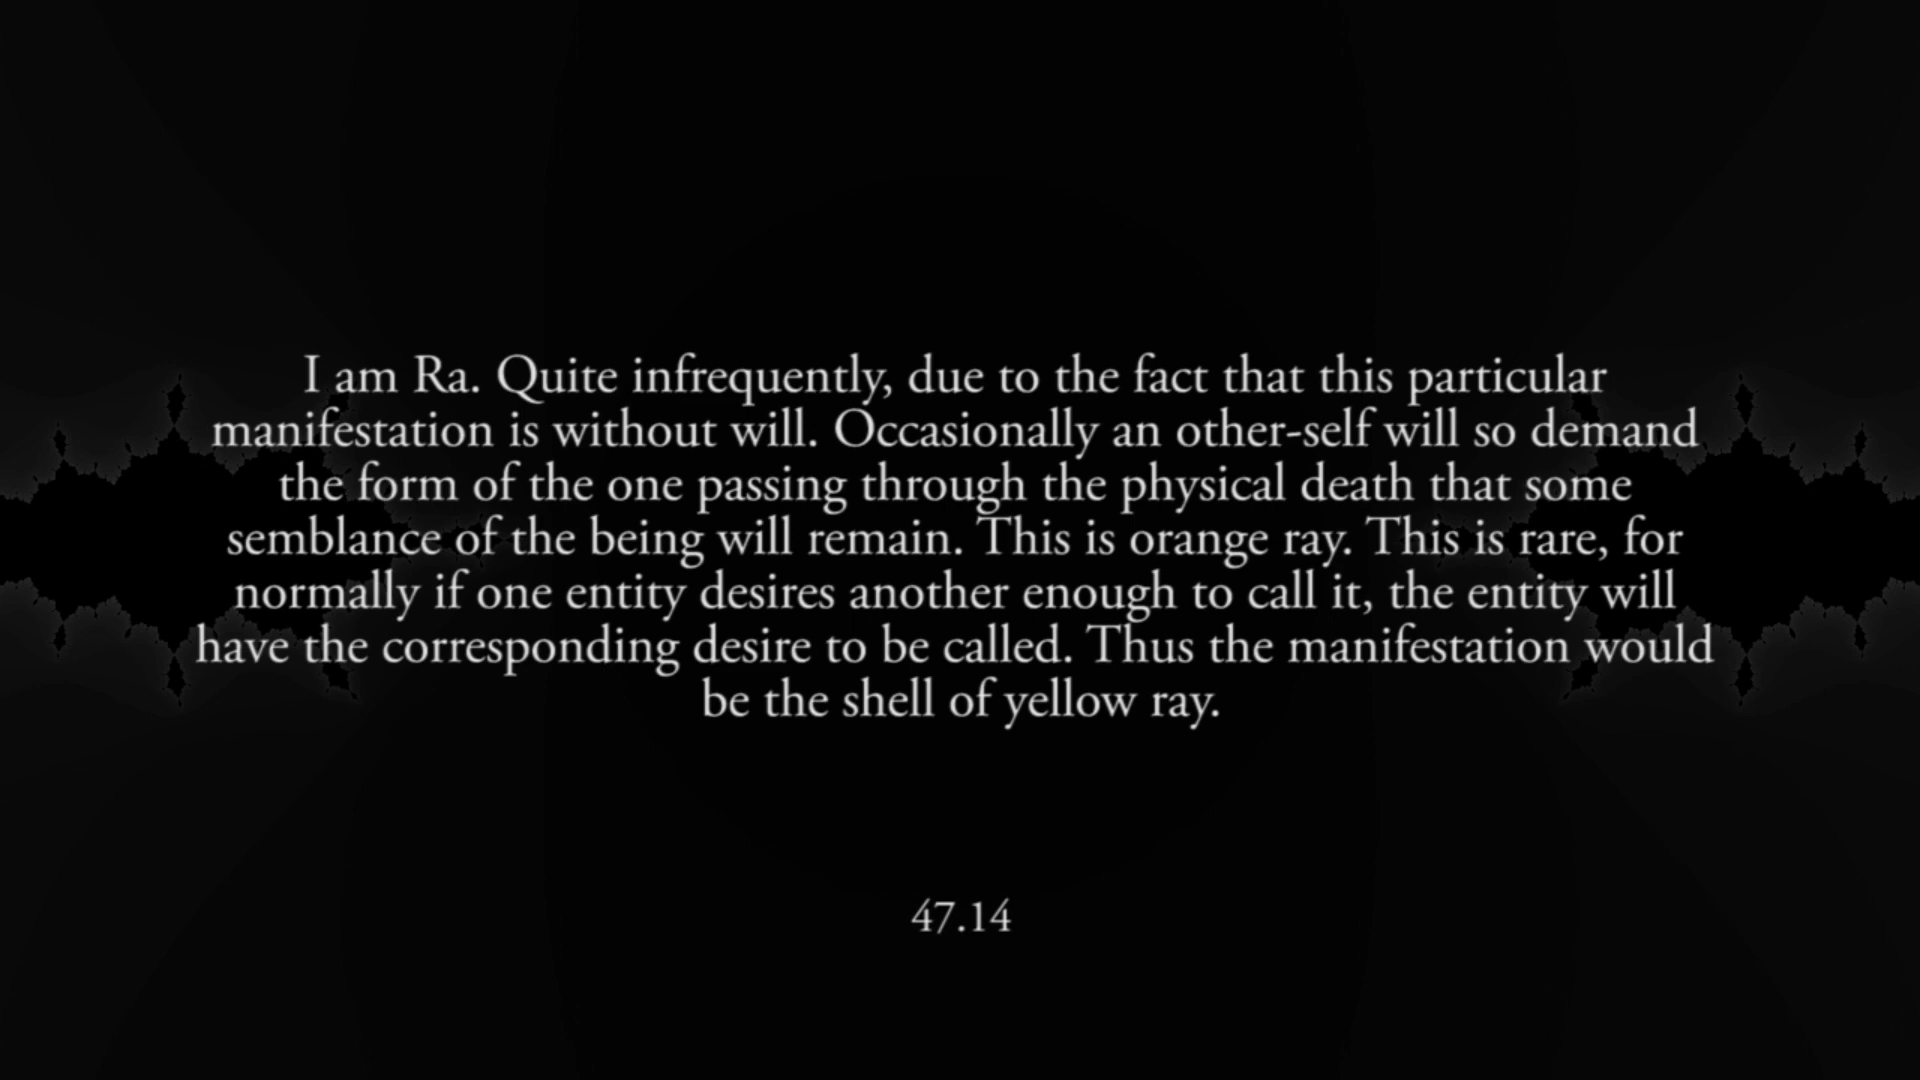 I am Ra. Quite infrequently, due to the fact that this particular
manifestation is without will. Occasionally an other-self will so demand
the form of the one passing through the physical death that some
semblance of the being will remain. This is orange ray. This is rare, for
normally if one entity desires another enough to call it, the entity will
have the corresponding desire to be called. Thus the manifestation would
be the shell of yellow ray.
47.14